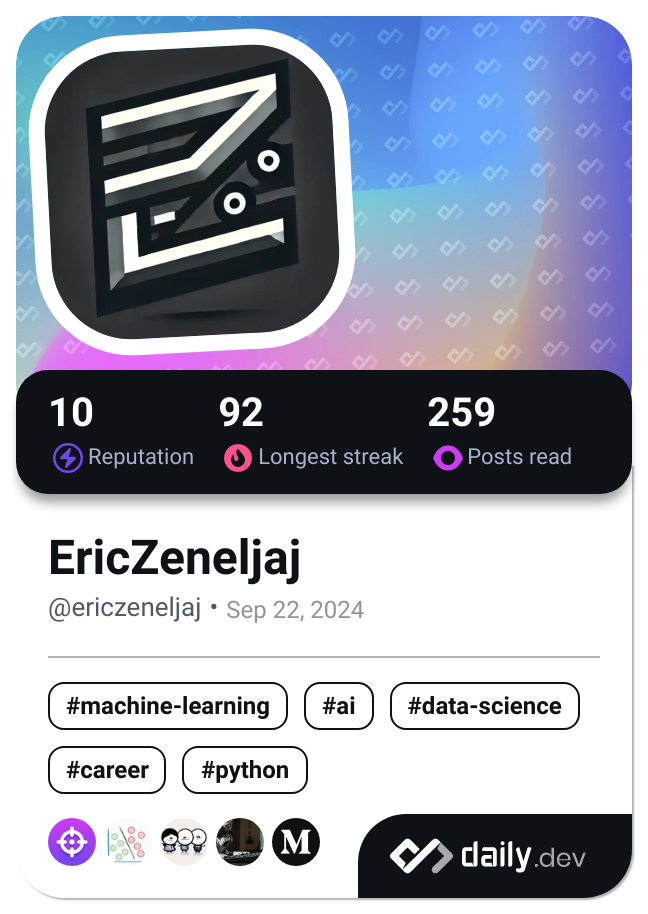 10 92 259
Reputation Longest streak Posts read
EricZeneljaj
@ericzeneljaj • Sep 22, 2024
#machine-learning #ai #data-science
#career #python
M
daily.dev